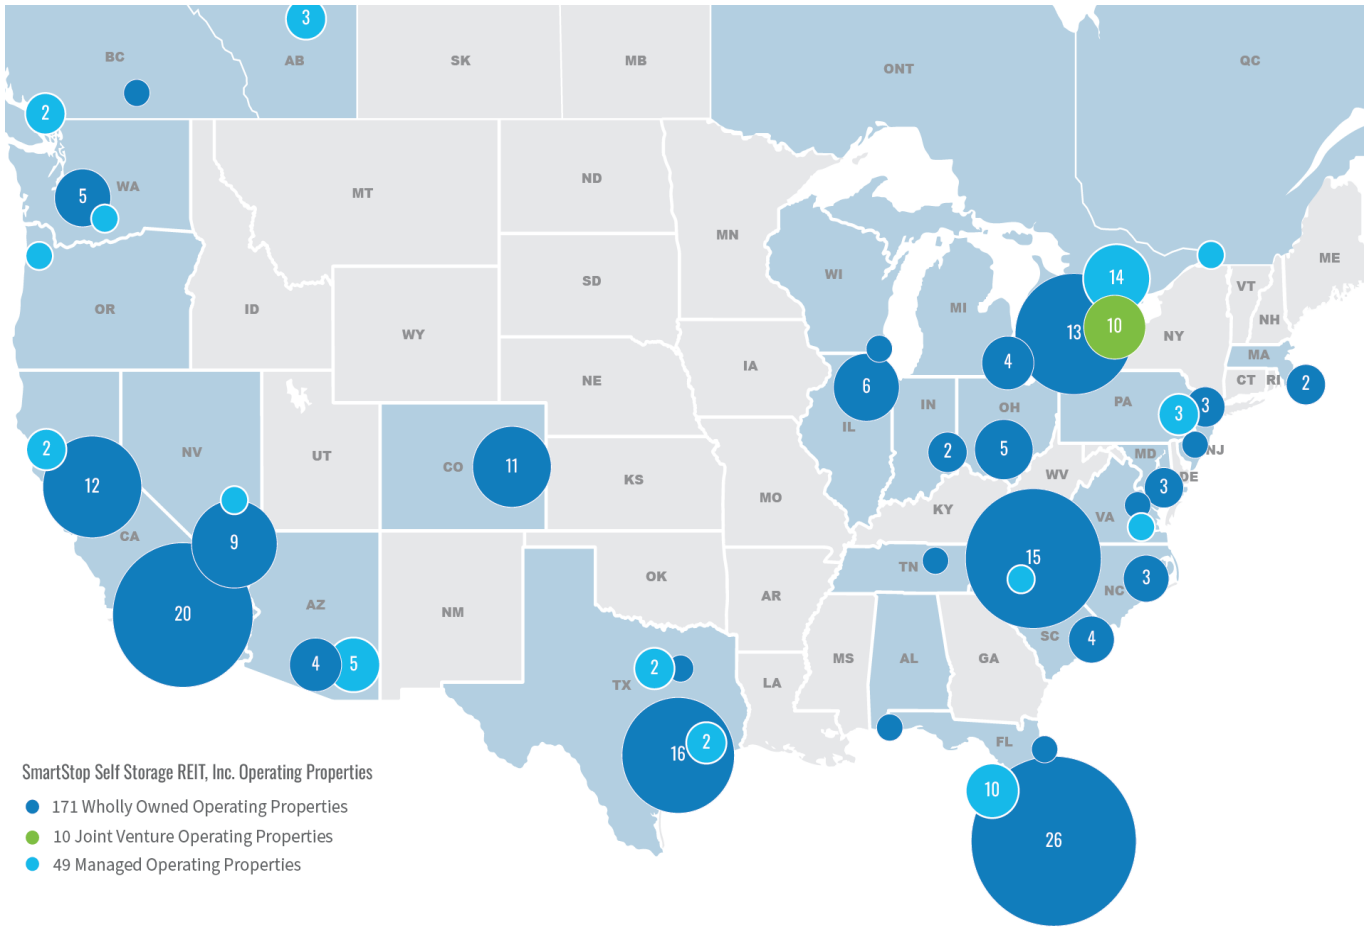 3
BC
AB
SK
MB
ONT
QC
2
5
WA
MT
ND
MN
ME
OR
ID
WY
SD
WI
MI
14
VT
NH
NY
13
10
MA
IA
NE
6
4
CT
RI
2
IL
IN
OH
PA
3
3
NV
UT
CO
11
KS
MO
2
5
WV
MD
NJ
DE
2
12
KY
VA
3
CA
9
15
OK
AR
TN
NC
3
20
AZ
NM
MS
AL
GA
SC
4
4
5
TX
2
LA
16
2
FL
10
26
SmartStop Self Storage REIT, Inc. Operating Properties
171 Wholly Owned Operating Properties
10 Joint Venture Operating Properties
49 Managed Operating Properties